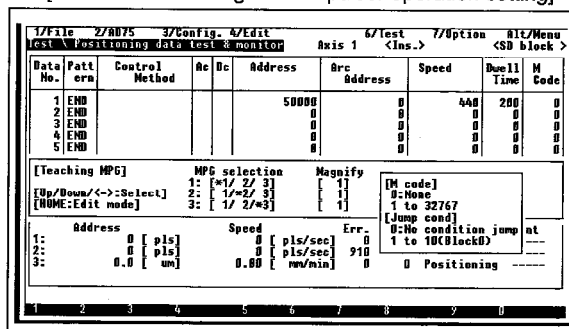 1/File 2/AD75 3/Config. 4/Edit 6/Test 7/Option Alt/Menu
Test \ Positioning data test & monitor Axis 1 <Ins.> <SD block >
Data No. Pattern Control Method Ac Dc Address Arc Address Speed Dwell Time M Code
1 END 50000 0 440 200 0
2 END 0 0 0 0 0
3 END 0 0 0 0 0
4 END 0 0 0 0 0
5 END 0 0 0 0 0
[Teaching MPG] MPG selection Magnify
1: [*1/ 2/ 3] [ 1]
[Up/Down/<->:Select] 2: [ 1/*2/ 3] [ 1]
[HOME:Edit mode] 3: [ 1/ 2/*3] [ 1]
[M code]
0:None
1 to 32767
[Jump cond]
0:No condition jump
1 to 10(Block0)
Address Speed Err. nt
1: 0 [ pls] 0 [ pls/sec] 0 -----
2: 0 [ pls] 0 [ pls/sec] 910 -----
3: 0.0 [ um] 0.00 [ mm/min] 0 0 Positioning -----
1 2 3 4 5 6 7 8 9 0